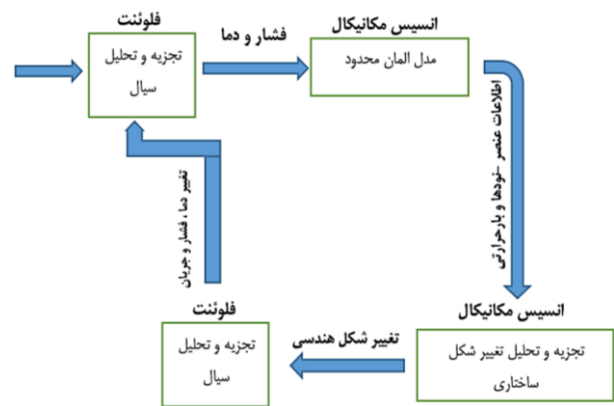 فلوئنت
تجزیه و تحلیل
سیال
فشار و دما
انسیس مکانیکال
مدل المان محدود
اطلاعات عنصر -نودها و بارحرارتی
انسیس مکانیکال
تجزیه و تحلیل تغییر شکل
ساختاری
تغییر شکل هندسی
فلوئنت
تجزیه و تحلیل
سیال
تغییر دما ، فشار و جریان